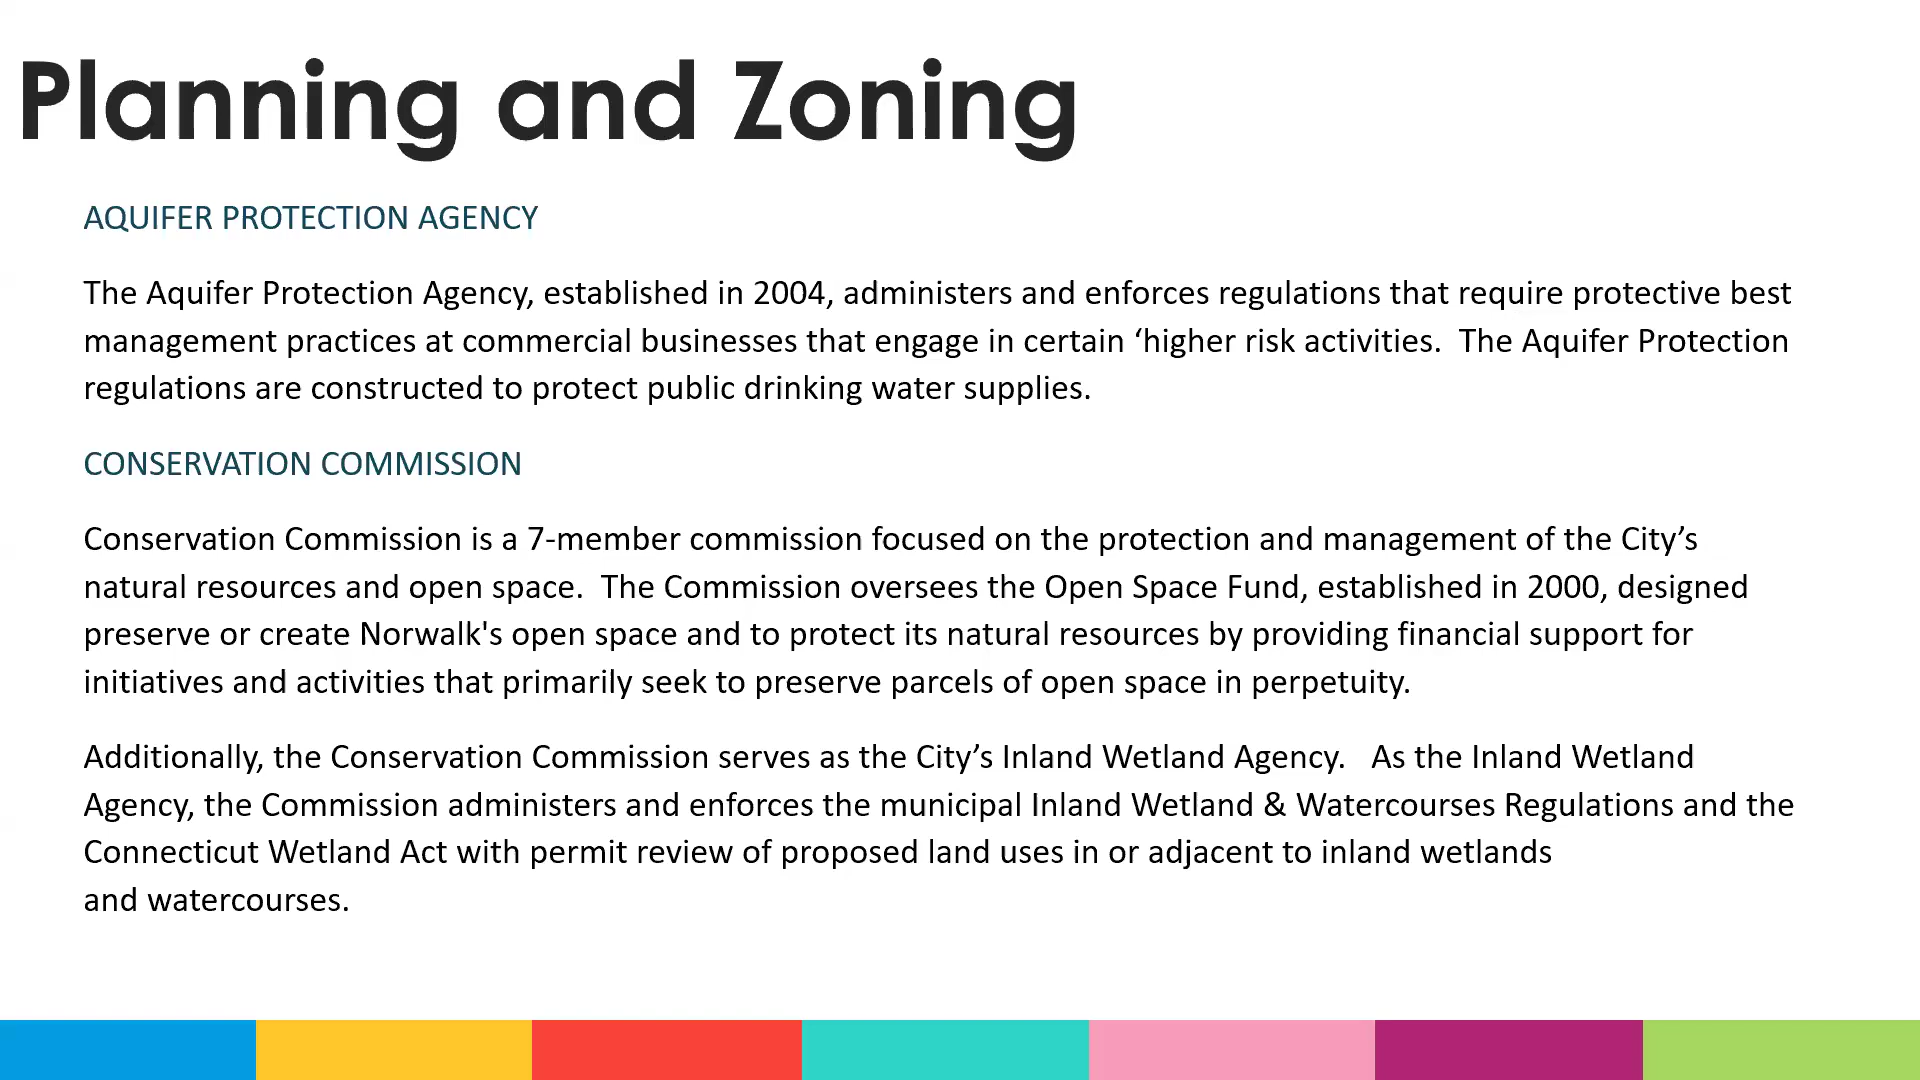 Planning and Zoning
AQUIFER PROTECTION AGENCY
The Aquifer Protection Agency, established in 2004, administers and enforces regulations that require protective best
management practices at commercial businesses that engage in certain ‘higher risk activities.  The Aquifer Protection
regulations are constructed to protect public drinking water supplies.
CONSERVATION COMMISSION
Conservation Commission is a 7-member commission focused on the protection and management of the City’s
natural resources and open space.  The Commission oversees the Open Space Fund, established in 2000, designed
preserve or create Norwalk's open space and to protect its natural resources by providing financial support for
initiatives and activities that primarily seek to preserve parcels of open space in perpetuity.
Additionally, the Conservation Commission serves as the City’s Inland Wetland Agency.   As the Inland Wetland
Agency, the Commission administers and enforces the municipal Inland Wetland & Watercourses Regulations and the
Connecticut Wetland Act with permit review of proposed land uses in or adjacent to inland wetlands
and watercourses.